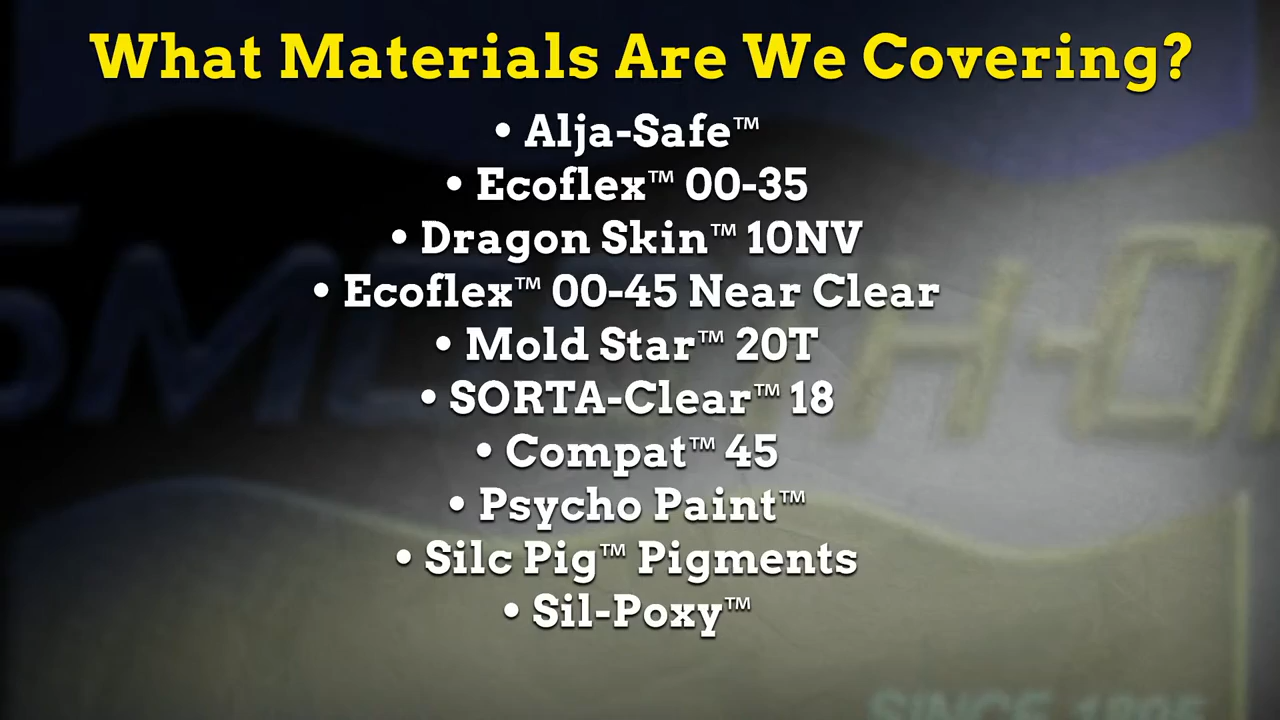 What Materials Are We Covering?
• Alja-Safe™
• Ecoflex™ 00-35
• Dragon Skin™ 10NV
• Ecoflex™ 00-45 Near Clear
• Mold Star™ 20T
• SORTA-Clear™ 18
• Compat™ 45
• Psycho Paint™
• Silc Pig™ Pigments
• Sil-Poxy™